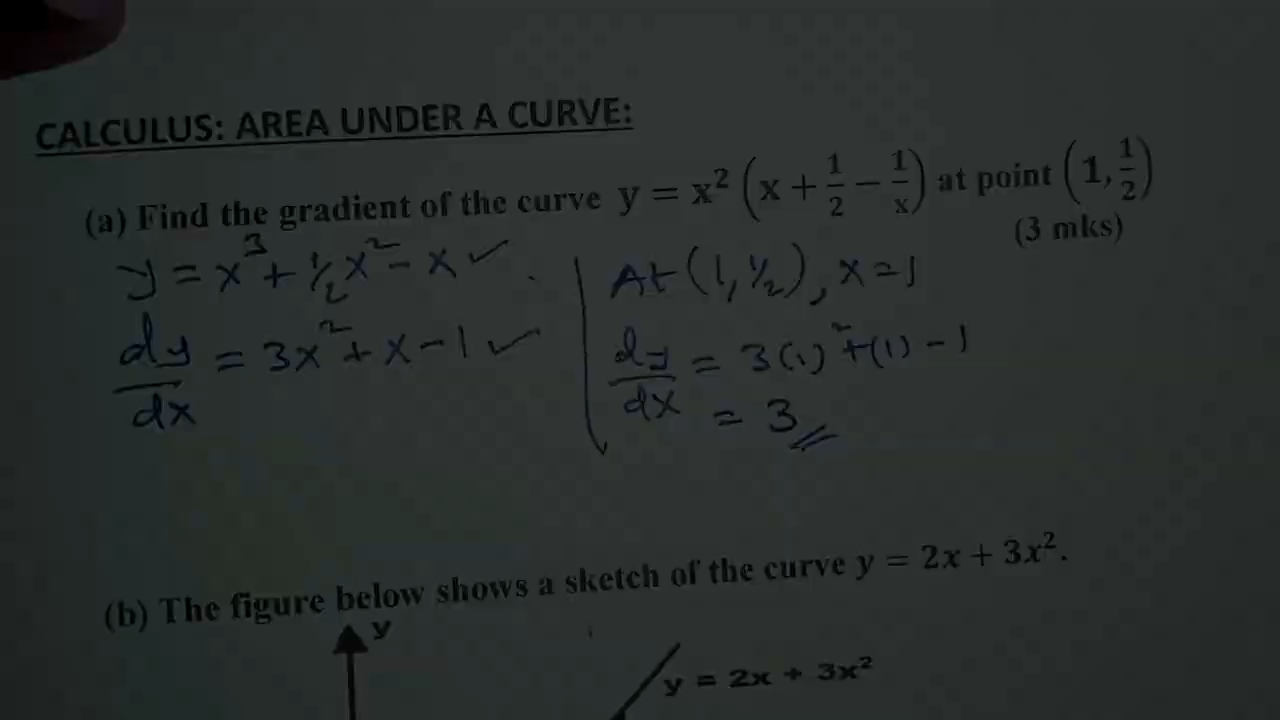 CALCULUS: AREA UNDER A CURVE:
(a) Find the gradient of the curve y = x² (x + 1/2 − 1/x) at point (1, 1/2)
(3 mks)
y = x³ + 1/2 x² − x ✓
dy/dx = 3x² + x − 1 ✓
At (1, 1/2), x = 1
dy/dx = 3(1)² + (1) − 1
= 3
(b) The figure below shows a sketch of the curve y = 2x + 3x².
y
y = 2x + 3x²